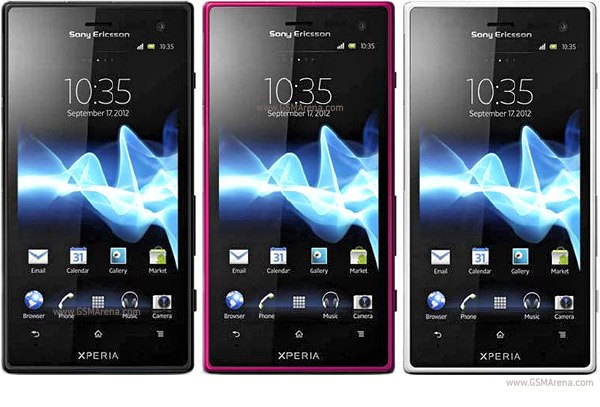 Sony Ericsson
10:35
10:35
September 17, 2012
Email Calendar Gallery Market
31
Browser Phone Music Camera
www.GSMArena.com
XPERIA
Sony Ericsson
10:35
10:35
www.GSMArena.com
September 17, 2012
Email Calendar Gallery Market
31
Browser Phone Music Camera
XPERIA
Sony Ericsson
10:35
10:35
September 17, 2012
Email Calendar Gallery Market
31
Browser Phone Music Camera
XPERIA
www.GSMArena.com